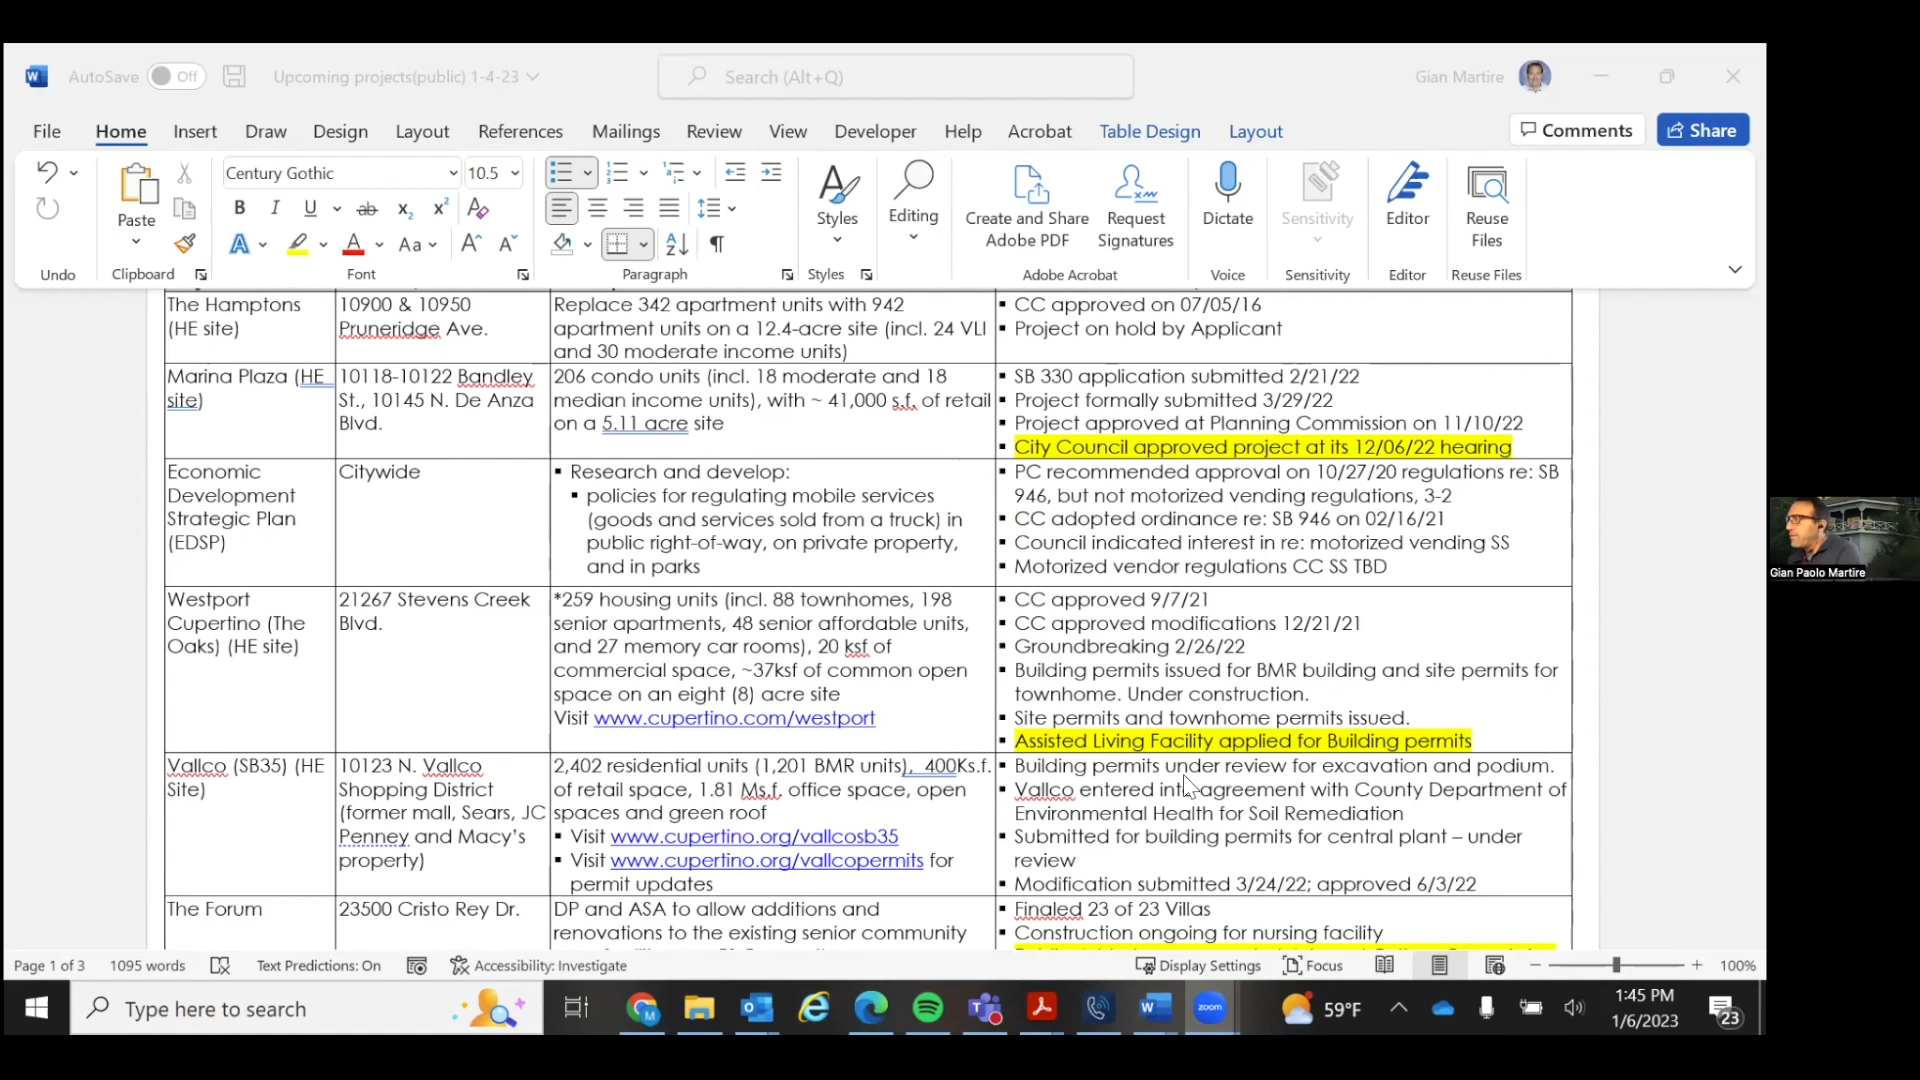 AutoSave Off Upcoming projects(public) 1-4-23 Search (Alt+Q) Gian Martire
File Home Insert Draw Design Layout References Mailings Review View Developer Help Acrobat Table Design Layout Comments Share
Century Gothic 10.5
Paste
Styles
Editing
Create and Share
Adobe PDF
Request
Signatures
Dictate
Sensitivity
Editor
Reuse
Files
Undo Clipboard Font Paragraph Styles Adobe Acrobat Voice Sensitivity Editor Reuse Files
The Hamptons
(HE site)
10900 & 10950
Pruneridge Ave.
Replace 342 apartment units with 942
apartment units on a 12.4-acre site (incl. 24 VLI
and 30 moderate income units)
▪ CC approved on 07/05/16
▪ Project on hold by Applicant
Marina Plaza (HE
site)
10118-10122 Bandley
St., 10145 N. De Anza
Blvd.
206 condo units (incl. 18 moderate and 18
median income units), with ~ 41,000 s.f. of retail
on a 5.11 acre site
▪ SB 330 application submitted 2/21/22
▪ Project formally submitted 3/29/22
▪ Project approved at Planning Commission on 11/10/22
▪ City Council approved project at its 12/06/22 hearing
Economic
Development
Strategic Plan
(EDSP)
Citywide
▪ Research and develop:
▪ policies for regulating mobile services
(goods and services sold from a truck) in
public right-of-way, on private property,
and in parks
▪ PC recommended approval on 10/27/20 regulations re: SB
946, but not motorized vending regulations, 3-2
▪ CC adopted ordinance re: SB 946 on 02/16/21
▪ Council indicated interest in re: motorized vending SS
▪ Motorized vendor regulations CC SS TBD
Westport
Cupertino (The
Oaks) (HE site)
21267 Stevens Creek
Blvd.
*259 housing units (incl. 88 townhomes, 198
senior apartments, 48 senior affordable units,
and 27 memory car rooms), 20 ksf of
commercial space, ~37ksf of common open
space on an eight (8) acre site
Visit www.cupertino.com/westport
▪ CC approved 9/7/21
▪ CC approved modifications 12/21/21
▪ Groundbreaking 2/26/22
▪ Building permits issued for BMR building and site permits for
townhome. Under construction.
▪ Site permits and townhome permits issued.
▪ Assisted Living Facility applied for Building permits
Vallco (SB35) (HE
Site)
10123 N. Vallco
Shopping District
(former mall, Sears, JC
Penney and Macy's
property)
2,402 residential units (1,201 BMR units), 400Ks.f.
of retail space, 1.81 Ms.f. office space, open
spaces and green roof
▪ Visit www.cupertino.org/vallcosb35
▪ Visit www.cupertino.org/vallcopermits for
permit updates
▪ Building permits under review for excavation and podium.
▪ Vallco entered into agreement with County Department of
Environmental Health for Soil Remediation
▪ Submitted for building permits for central plant – under
review
▪ Modification submitted 3/24/22; approved 6/3/22
The Forum
23500 Cristo Rey Dr.
DP and ASA to allow additions and
renovations to the existing senior community
▪ Finaled 23 of 23 Villas
▪ Construction ongoing for nursing facility
Gian Paolo Martire
Page 1 of 3 1095 words Text Predictions: On Accessibility: Investigate Display Settings Focus 100%
Type here to search 59°F 1:45 PM
1/6/2023 23
zoom